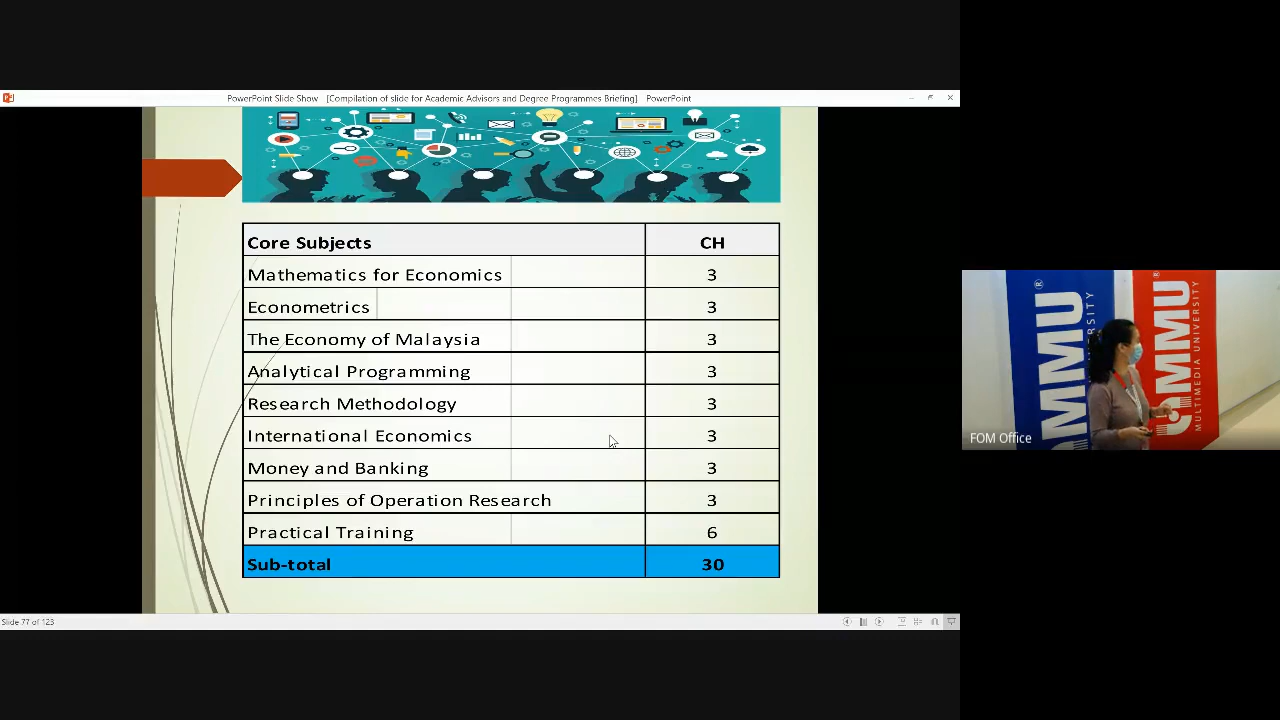 PowerPoint Slide Show - [Compilation of slide for Academic Advisors and Degree Programmes Briefing] - PowerPoint
Core Subjects CH
Mathematics for Economics 3
Econometrics 3
The Economy of Malaysia 3
Analytical Programming 3
Research Methodology 3
International Economics 3
Money and Banking 3
Principles of Operation Research 3
Practical Training 6
Sub-total 30
Slide 77 of 123
MMU®
MMU®
MULTIMEDIA UNIVERSITY
FOM Office